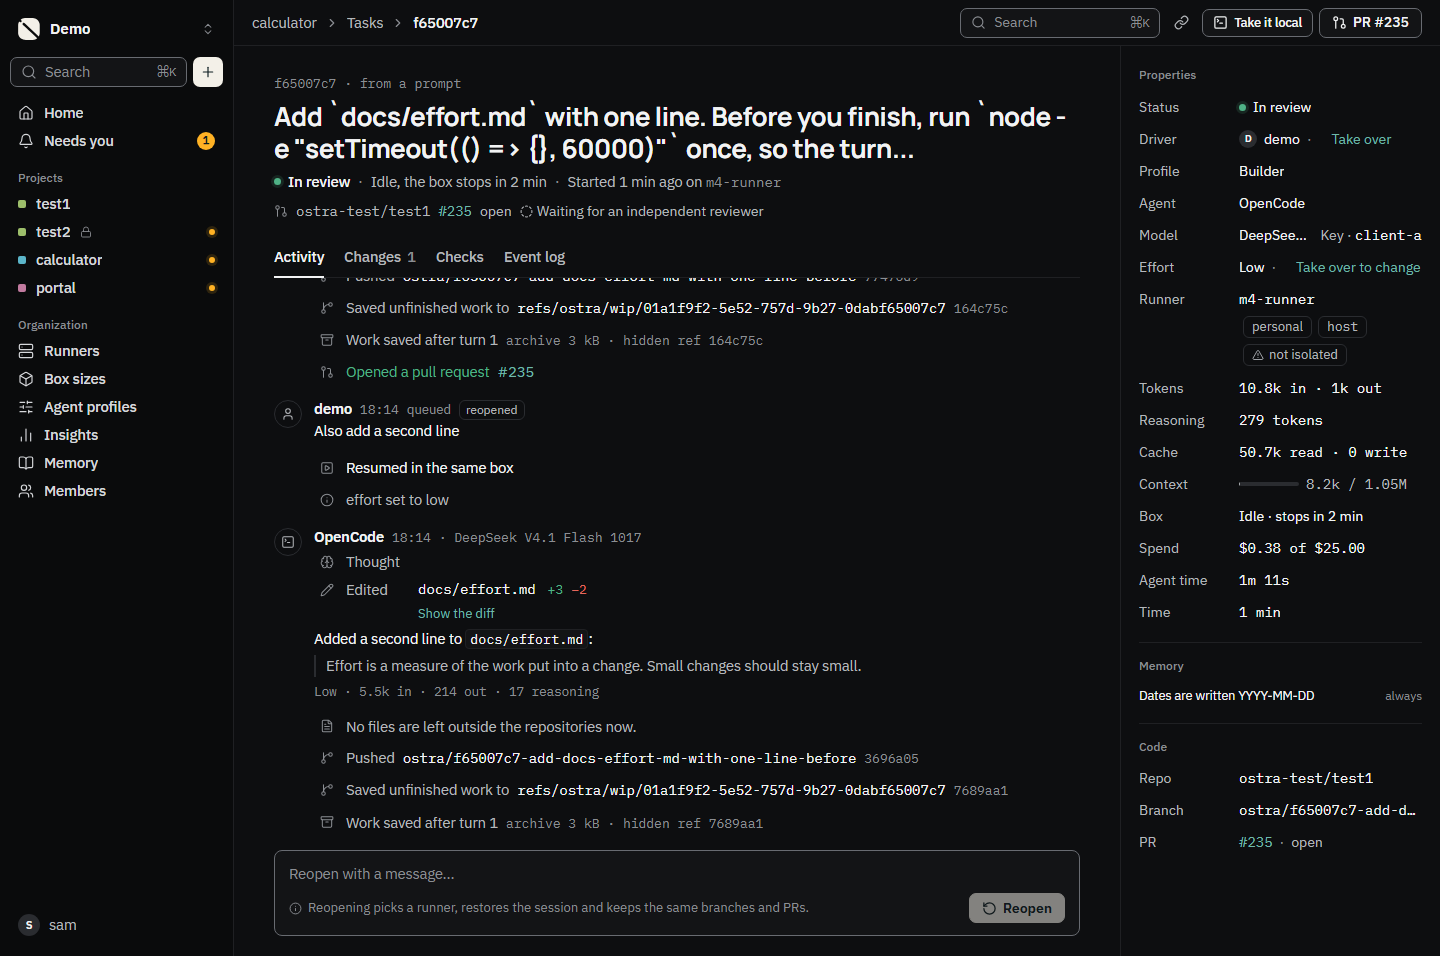 Demo
Search ⌘K
+
Home
Needs you 1
Projects
test1
test2
calculator
portal
Organization
Runners
Box sizes
Agent profiles
Insights
Memory
Members
S sam
calculator > Tasks > f65007c7
Search ⌘K
Take it local
PR #235
f65007c7 · from a prompt
Add `docs/effort.md` with one line. Before you finish, run `node -
e "setTimeout(() => {}, 60000)"` once, so the turn...
In review · Idle, the box stops in 2 min · Started 1 min ago on m4-runner
ostra-test/test1 #235 open Waiting for an independent reviewer
Activity Changes 1 Checks Event log
Pushed ostra/f65007c7-add-docs-effort-md-with-one-line-before
Saved unfinished work to refs/ostra/wip/01a1f9f2-5e52-757d-9b27-0dabf65007c7 164c75c
Work saved after turn 1 archive 3 kB · hidden ref 164c75c
Opened a pull request #235
demo 18:14 queued reopened
Also add a second line
Resumed in the same box
effort set to low
OpenCode 18:14 · DeepSeek V4.1 Flash 1017
Thought
Edited docs/effort.md +3 −2
Show the diff
Added a second line to docs/effort.md:
Effort is a measure of the work put into a change. Small changes should stay small.
Low · 5.5k in · 214 out · 17 reasoning
No files are left outside the repositories now.
Pushed ostra/f65007c7-add-docs-effort-md-with-one-line-before 3696a05
Saved unfinished work to refs/ostra/wip/01a1f9f2-5e52-757d-9b27-0dabf65007c7 7689aa1
Work saved after turn 1 archive 3 kB · hidden ref 7689aa1
Reopen with a message...
Reopening picks a runner, restores the session and keeps the same branches and PRs.
Reopen
Properties
Status In review
Driver D demo · Take over
Profile Builder
Agent OpenCode
Model DeepSee... Key · client-a
Effort Low · Take over to change
Runner m4-runner
personal host
not isolated
Tokens 10.8k in · 1k out
Reasoning 279 tokens
Cache 50.7k read · 0 write
Context 8.2k / 1.05M
Box Idle · stops in 2 min
Spend $0.38 of $25.00
Agent time 1m 11s
Time 1 min
Memory
Dates are written YYYY-MM-DD always
Code
Repo ostra-test/test1
Branch ostra/f65007c7-add-d…
PR #235 · open